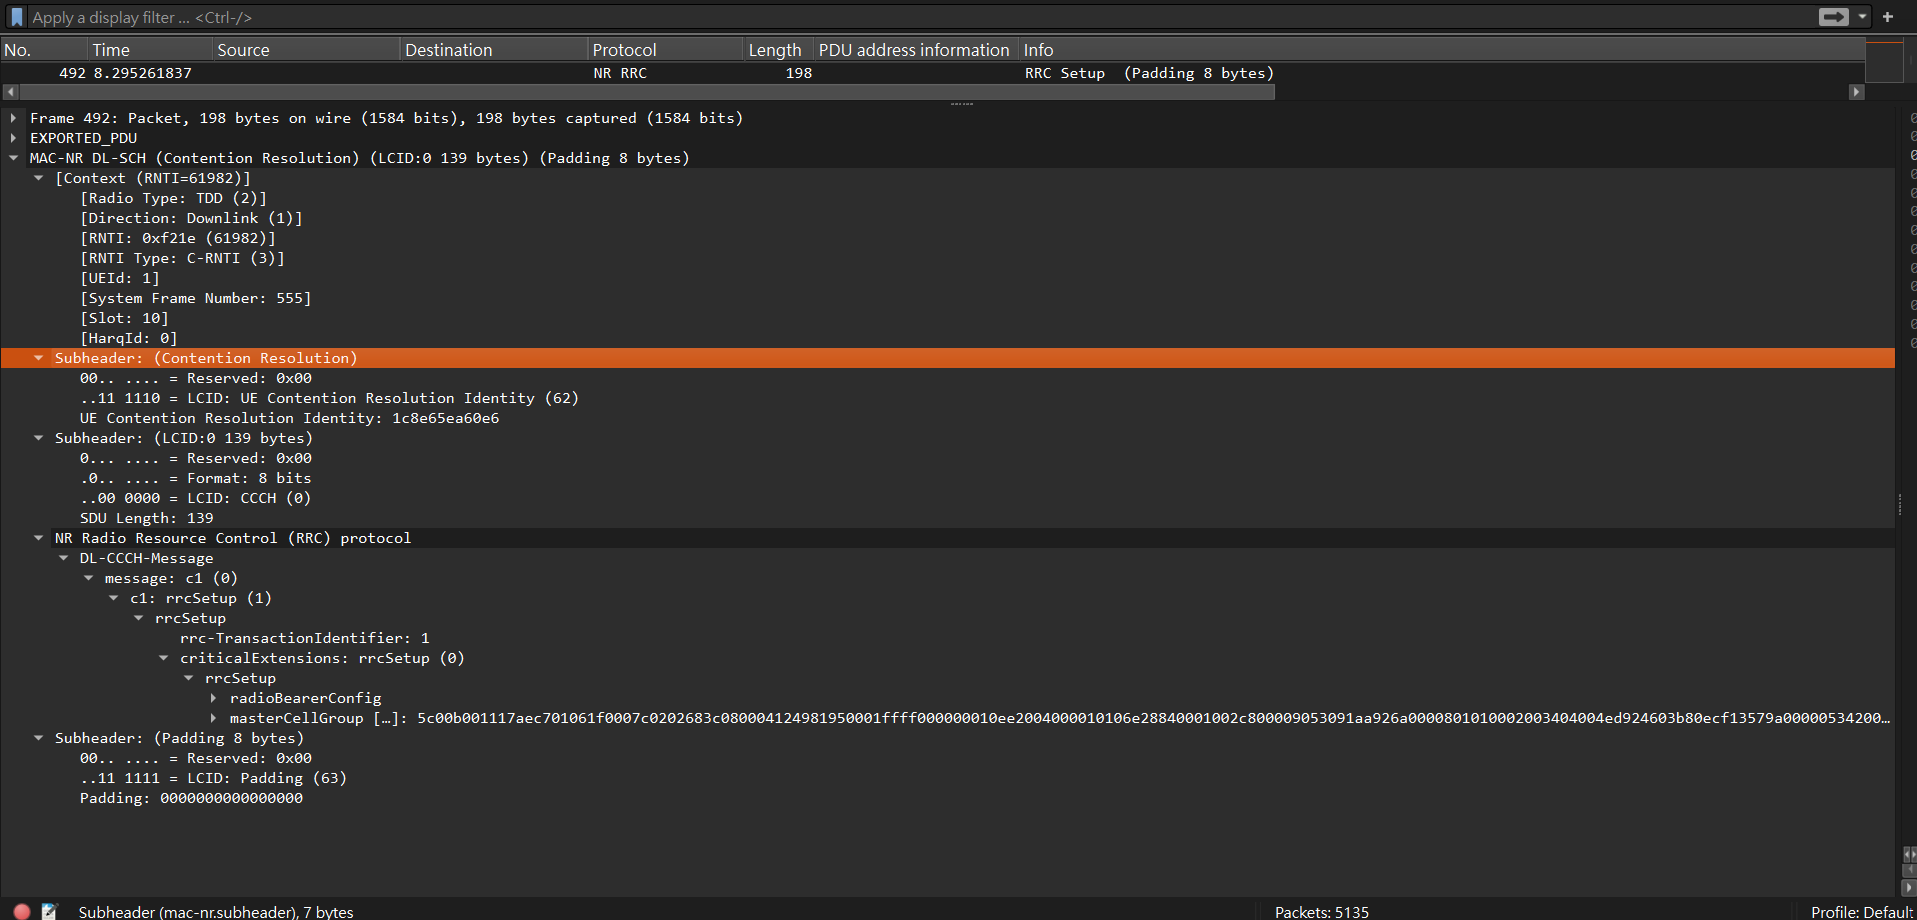 Apply a display filter … <Ctrl-/>
No. Time Source Destination Protocol Length PDU address information Info
492 8.295261837 NR RRC 198 RRC Setup (Padding 8 bytes)
Frame 492: Packet, 198 bytes on wire (1584 bits), 198 bytes captured (1584 bits)
EXPORTED_PDU
MAC-NR DL-SCH (Contention Resolution) (LCID:0 139 bytes) (Padding 8 bytes)
[Context (RNTI=61982)]
[Radio Type: TDD (2)]
[Direction: Downlink (1)]
[RNTI: 0xf21e (61982)]
[RNTI Type: C-RNTI (3)]
[UEId: 1]
[System Frame Number: 555]
[Slot: 10]
[HarqId: 0]
Subheader: (Contention Resolution)
00.. .... = Reserved: 0x00
..11 1110 = LCID: UE Contention Resolution Identity (62)
UE Contention Resolution Identity: 1c8e65ea60e6
Subheader: (LCID:0 139 bytes)
0... .... = Reserved: 0x00
.0.. .... = Format: 8 bits
..00 0000 = LCID: CCCH (0)
SDU Length: 139
NR Radio Resource Control (RRC) protocol
DL-CCCH-Message
message: c1 (0)
c1: rrcSetup (1)
rrcSetup
rrc-TransactionIdentifier: 1
criticalExtensions: rrcSetup (0)
rrcSetup
radioBearerConfig
masterCellGroup […]: 5c00b001117aec701061f0007c0202683c080004124981950001ffff000000010ee2004000010106e28840001002c800009053091aa926a0000801010002003404004ed924603b80ecf13579a00000534200…
Subheader: (Padding 8 bytes)
00.. .... = Reserved: 0x00
..11 1111 = LCID: Padding (63)
Padding: 0000000000000000
Subheader (mac-nr.subheader), 7 bytes Packets: 5135 Profile: Default